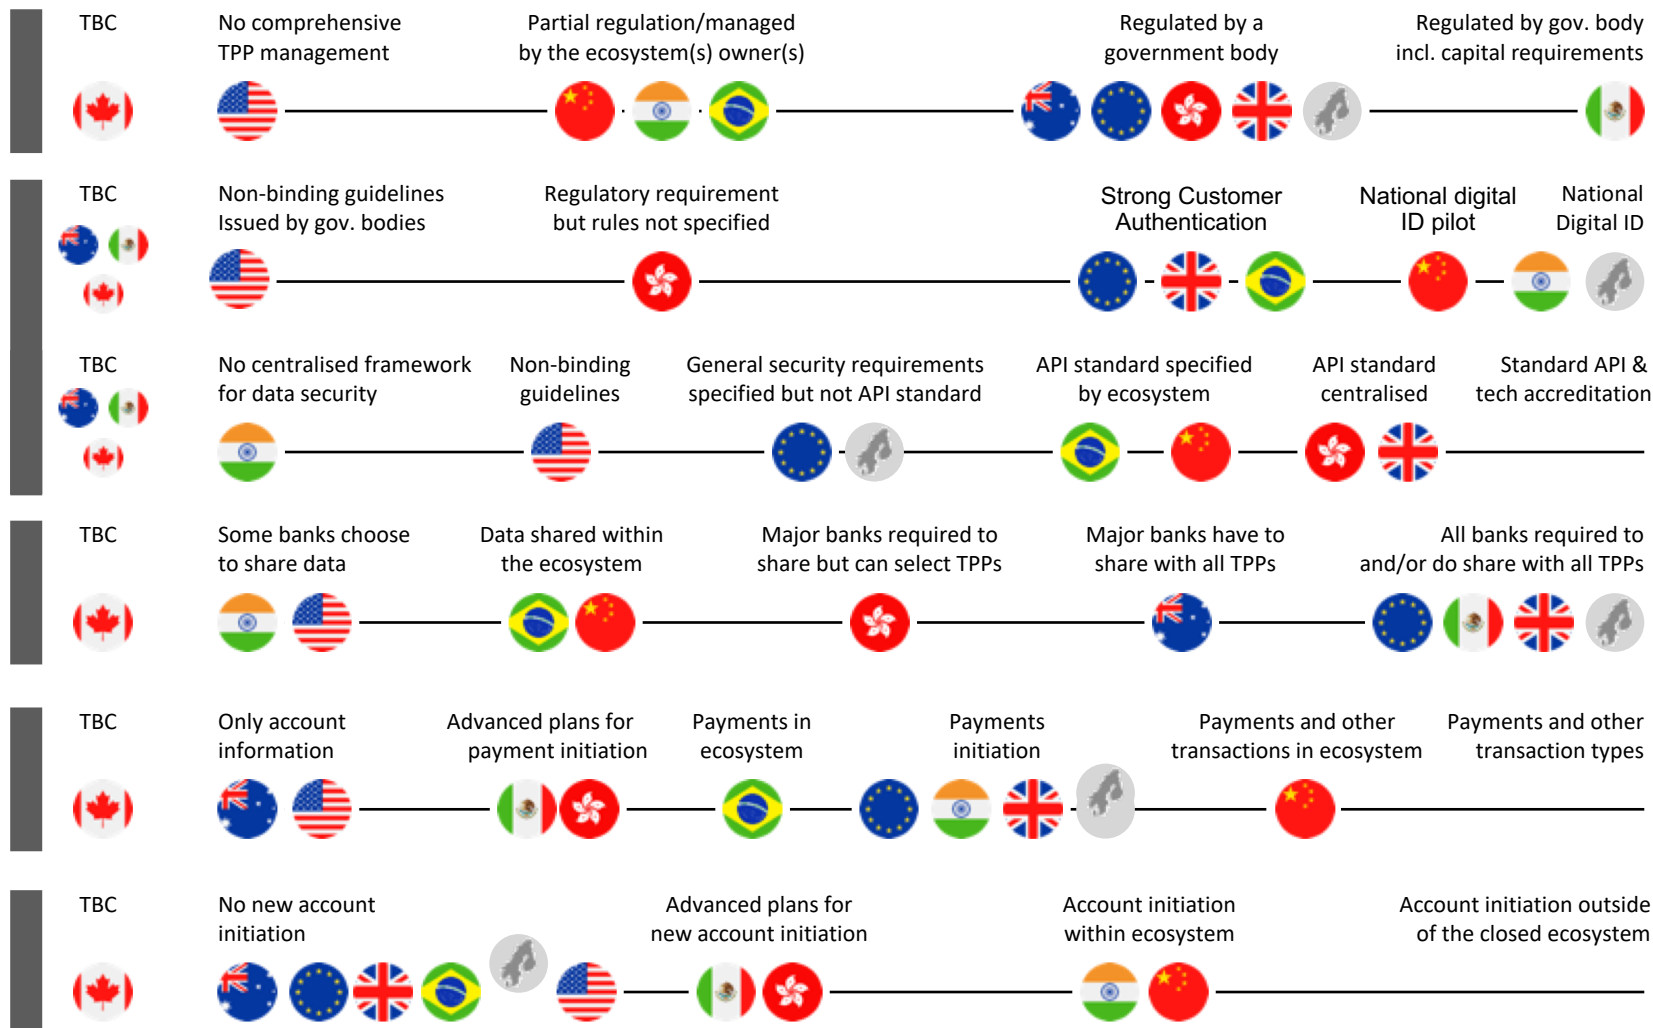 TBC
No comprehensive
TPP management
Partial regulation/managed
by the ecosystem(s) owner(s)
Regulated by a
government body
Regulated by gov. body
incl. capital requirements
TBC
Non-binding guidelines
Issued by gov. bodies
Regulatory requirement
but rules not specified
Strong Customer
Authentication
National digital
ID pilot
National
Digital ID
TBC
No centralised framework
for data security
Non-binding
guidelines
General security requirements
specified but not API standard
API standard specified
by ecosystem
API standard
centralised
Standard API &
tech accreditation
TBC
Some banks choose
to share data
Data shared within
the ecosystem
Major banks required to
share but can select TPPs
Major banks have to
share with all TPPs
All banks required to
and/or do share with all TPPs
TBC
Only account
information
Advanced plans for
payment initiation
Payments in
ecosystem
Payments
initiation
Payments and other
transactions in ecosystem
Payments and other
transaction types
TBC
No new account
initiation
Advanced plans for
new account initiation
Account initiation
within ecosystem
Account initiation outside
of the closed ecosystem